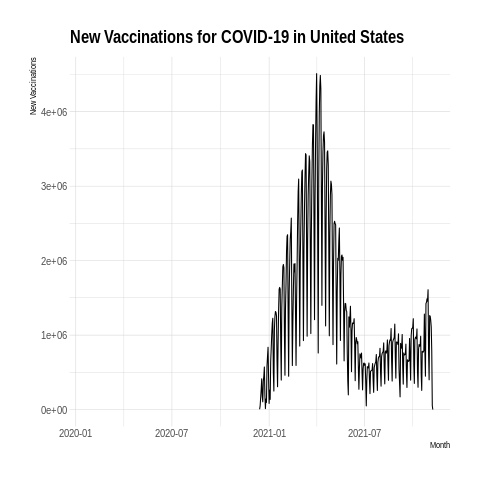 New Vaccinations for COVID-19 in United States
New Vaccinations
4e+06
3e+06
2e+06
1e+06
0e+00
2020-01 2020-07 2021-01 2021-07
Month